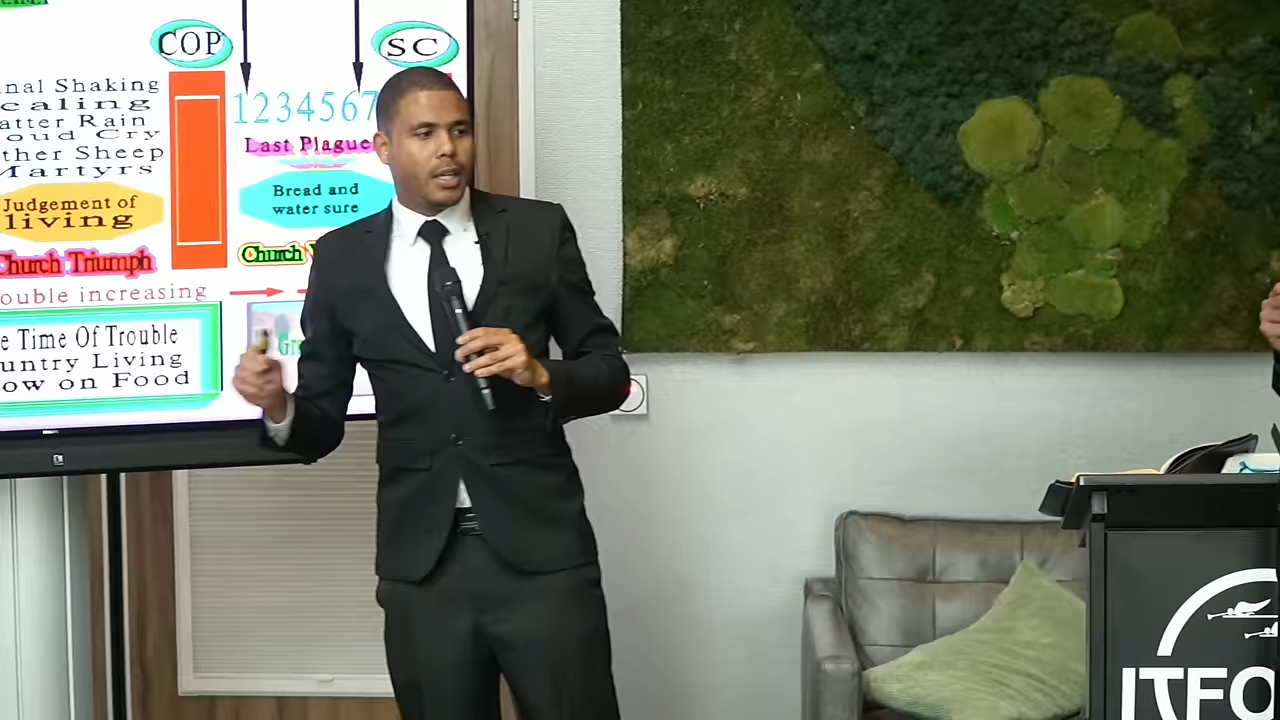 COP
SC
nal Shaking
ealing
atter Rain
oud Cry
ther Sheep
Martyrs
1234567
Last Plague
Bread and
water sure
Judgement of
living
Church Triumph
Church
ouble increasing
e Time Of Trouble
untry Living
ow on Food
Gr
ITFO